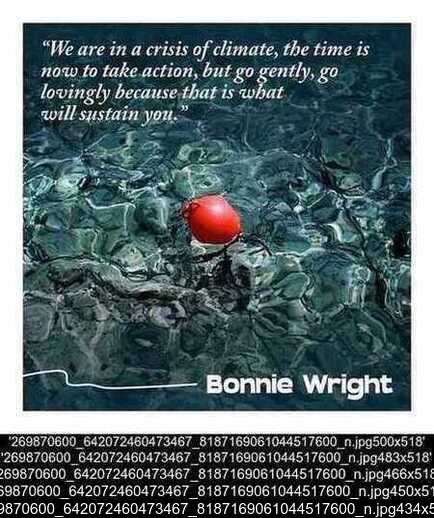 “We are in a crisis of climate, the time is
now to take action, but go gently, go
lovingly because that is what
will sustain you.”
Bonnie Wright
'269870600_642072460473467_8187169061044517600_n.jpg500x518'
'269870600_642072460473467_8187169061044517600_n.jpg483x518'
269870600_642072460473467_8187169061044517600_n.jpg466x518
69870600_642072460473467_8187169061044517600_n.jpg450x51
9870600_642072460473467_8187169061044517600_n.jpg434x5